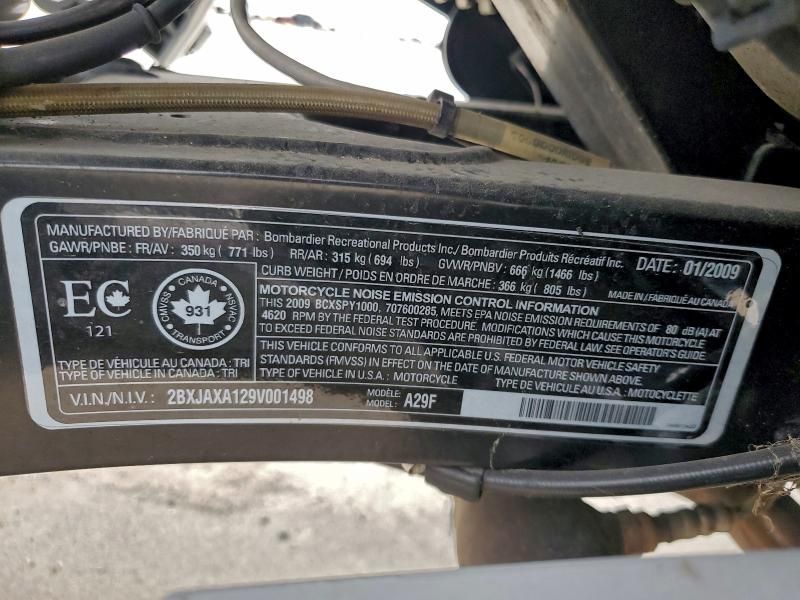 MANUFACTURED BY/FABRIQUÉ PAR : Bombardier Recreational Products Inc./ Bombardier Produits Récréatif Inc. DATE: 01/2009
GAWR/PNBE: FR/AV: 350 kg ( 771 lbs) RR/AR: 315 kg ( 694 lbs) GVWR/PNBV: 666 kg (1466 lbs)
CURB WEIGHT / POIDS EN ORDRE DE MARCHE : 366 kg ( 805 lbs) MADE IN / FABRIQUÉ AU CANADA
EC
121
CANADA
CMVSS
NSVAC
931
TRANSPORT
MOTORCYCLE NOISE EMISSION CONTROL INFORMATION
THIS 2009 BCXSPY1000, 707600285, MEETS EPA NOISE EMISSION REQUIREMENTS OF 80 dB(A) AT
4620 RPM BY THE FEDERAL TEST PROCEDURE. MODIFICATIONS WHICH CAUSE THIS MOTORCYCLE
TO EXCEED FEDERAL NOISE STANDARDS ARE PROHIBITED BY FEDERAL LAW. SEE OPERATOR'S GUIDE.
THIS VEHICLE CONFORMS TO ALL APPLICABLE U.S. FEDERAL MOTOR VEHICLE SAFETY
STANDARDS (FMVSS) IN EFFECT ON THE DATE OF MANUFACTURE SHOWN ABOVE.
TYPE OF VEHICLE IN U.S.A. : MOTORCYCLE TYPE DE VÉHICULE AU U.S.A. : MOTOCYCLETTE
TYPE DE VÉHICULE AU CANADA : TRI
TYPE OF VEHICLE IN CANADA : TRI
V.I.N./N.I.V. : 2BXJAXA129V001498
MODÈLE:
MODEL: A29F